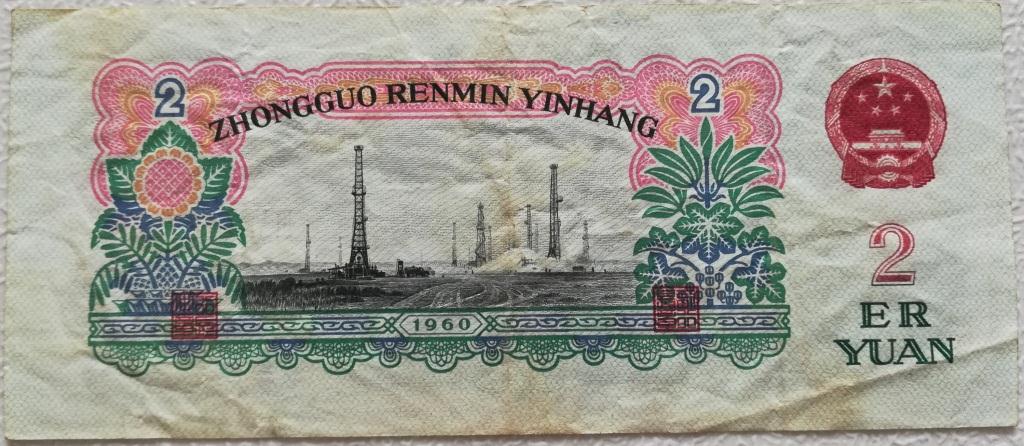 2 2
ZHONGGUO RENMIN YINHANG
2
ER
YUAN
1960